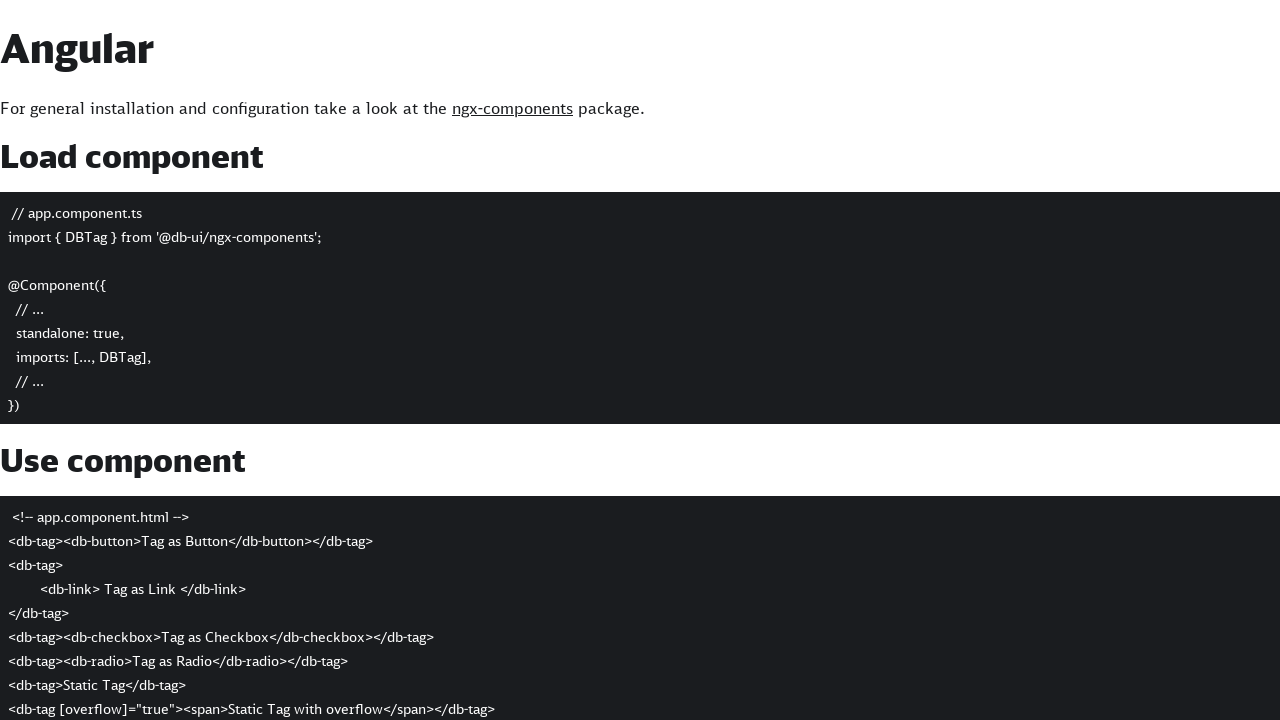 Angular
For general installation and configuration take a look at the ngx-components package.
Load component
// app.component.ts
import { DBTag } from '@db-ui/ngx-components';
@Component({
// ...
standalone: true,
imports: [..., DBTag],
// ...
})
Use component
<!-- app.component.html -->
<db-tag><db-button>Tag as Button</db-button></db-tag>
<db-tag>
<db-link> Tag as Link </db-link>
</db-tag>
<db-tag><db-checkbox>Tag as Checkbox</db-checkbox></db-tag>
<db-tag><db-radio>Tag as Radio</db-radio></db-tag>
<db-tag>Static Tag</db-tag>
<db-tag [overflow]="true"><span>Static Tag with overflow</span></db-tag>